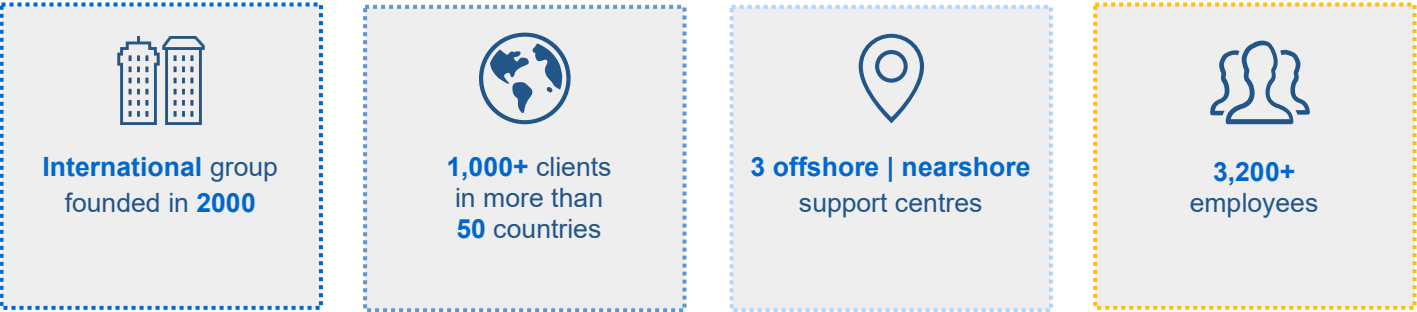 International group
founded in 2000
1,000+ clients
in more than
50 countries
3 offshore | nearshore
support centres
3,200+
employees